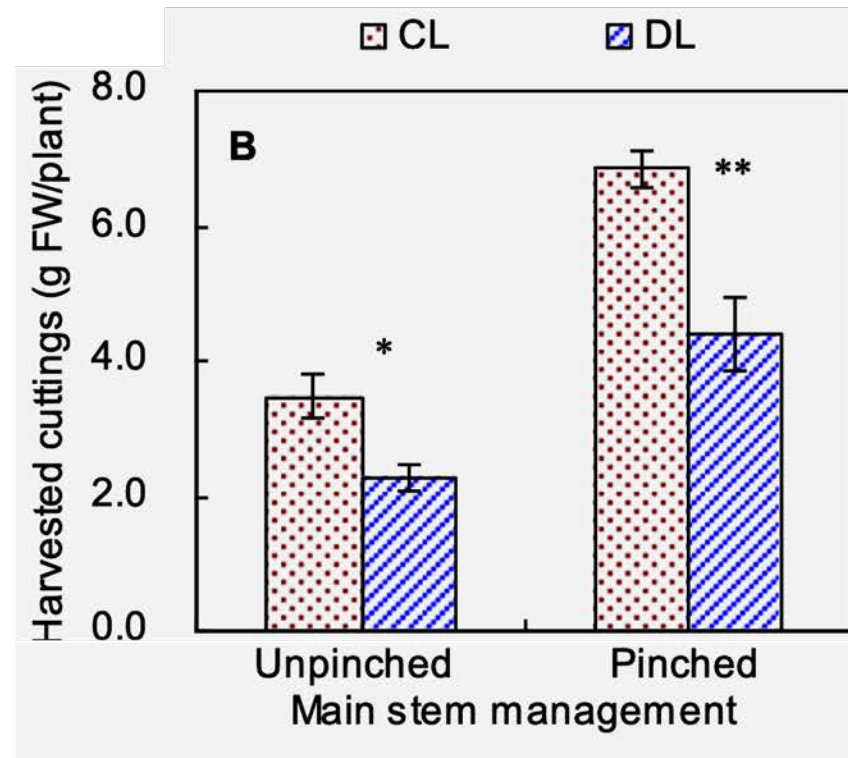 CL DL
Harvested cuttings (g FW/plant)
8.0
6.0
4.0
2.0
0.0
B
*
**
Unpinched Pinched
Main stem management